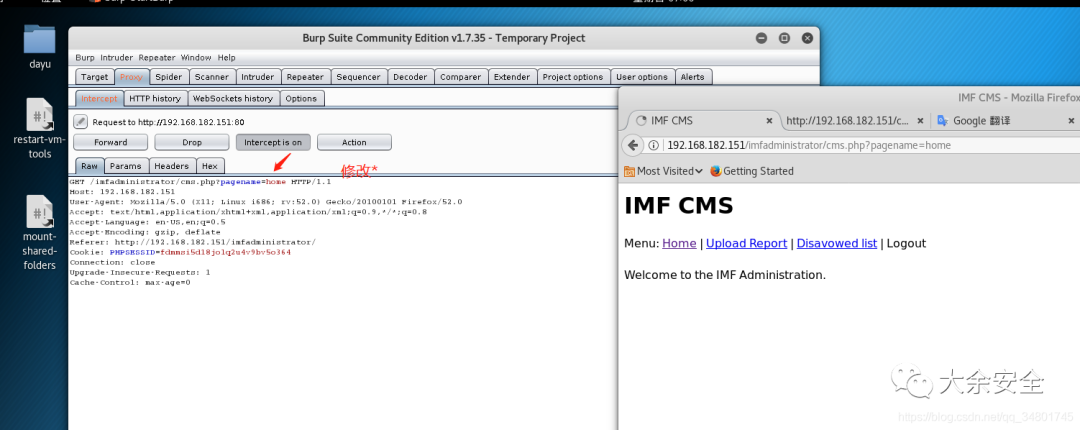 dayu
restart-vm-
tools
mount-
shared-
folders
Burp Suite Community Edition v1.7.35 - Temporary Project
Burp Intruder Repeater Window Help
Target Proxy Spider Scanner Intruder Repeater Sequencer Decoder Comparer Extender Project options User options Alerts
Intercept HTTP history WebSockets history Options
Request to http://192.168.182.151:80
Forward Drop Intercept is on Action
Raw Params Headers Hex
修改*
GET /imfadministrator/cms.php?pagename=home HTTP/1.1
Host: 192.168.182.151
User-Agent: Mozilla/5.0 (X11; Linux i686; rv:52.0) Gecko/20100101 Firefox/52.0
Accept: text/html,application/xhtml+xml,application/xml;q=0.9,*/*;q=0.8
Accept-Language: en-US,en;q=0.5
Accept-Encoding: gzip, deflate
Referer: http://192.168.182.151/imfadministrator/
Cookie: PHPSESSID=fdmmsi5d18jolq2u4v9bv5o364
Connection: close
Upgrade-Insecure-Requests: 1
Cache-Control: max-age=0
IMF CMS - Mozilla Firefox
IMF CMS × http://192.168.182.151/c... × Google 翻译 ×
192.168.182.151/imfadministrator/cms.php?pagename=home
Most Visited Getting Started
IMF CMS
Menu: Home | Upload Report | Disavowed list | Logout
Welcome to the IMF Administration.
大余安全
https://blog.csdn.net/qq_34801745